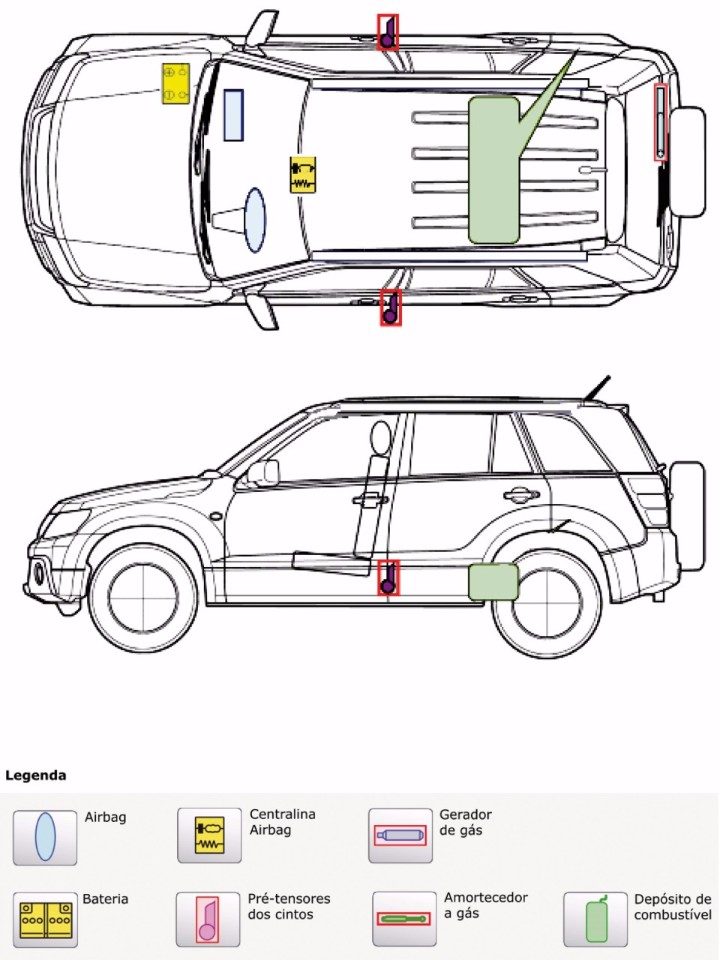 Legenda
Airbag
Centralina
Airbag
Gerador
de gás
Bateria
Pré-tensores
dos cintos
Amortecedor
a gás
Depósito de
combustível